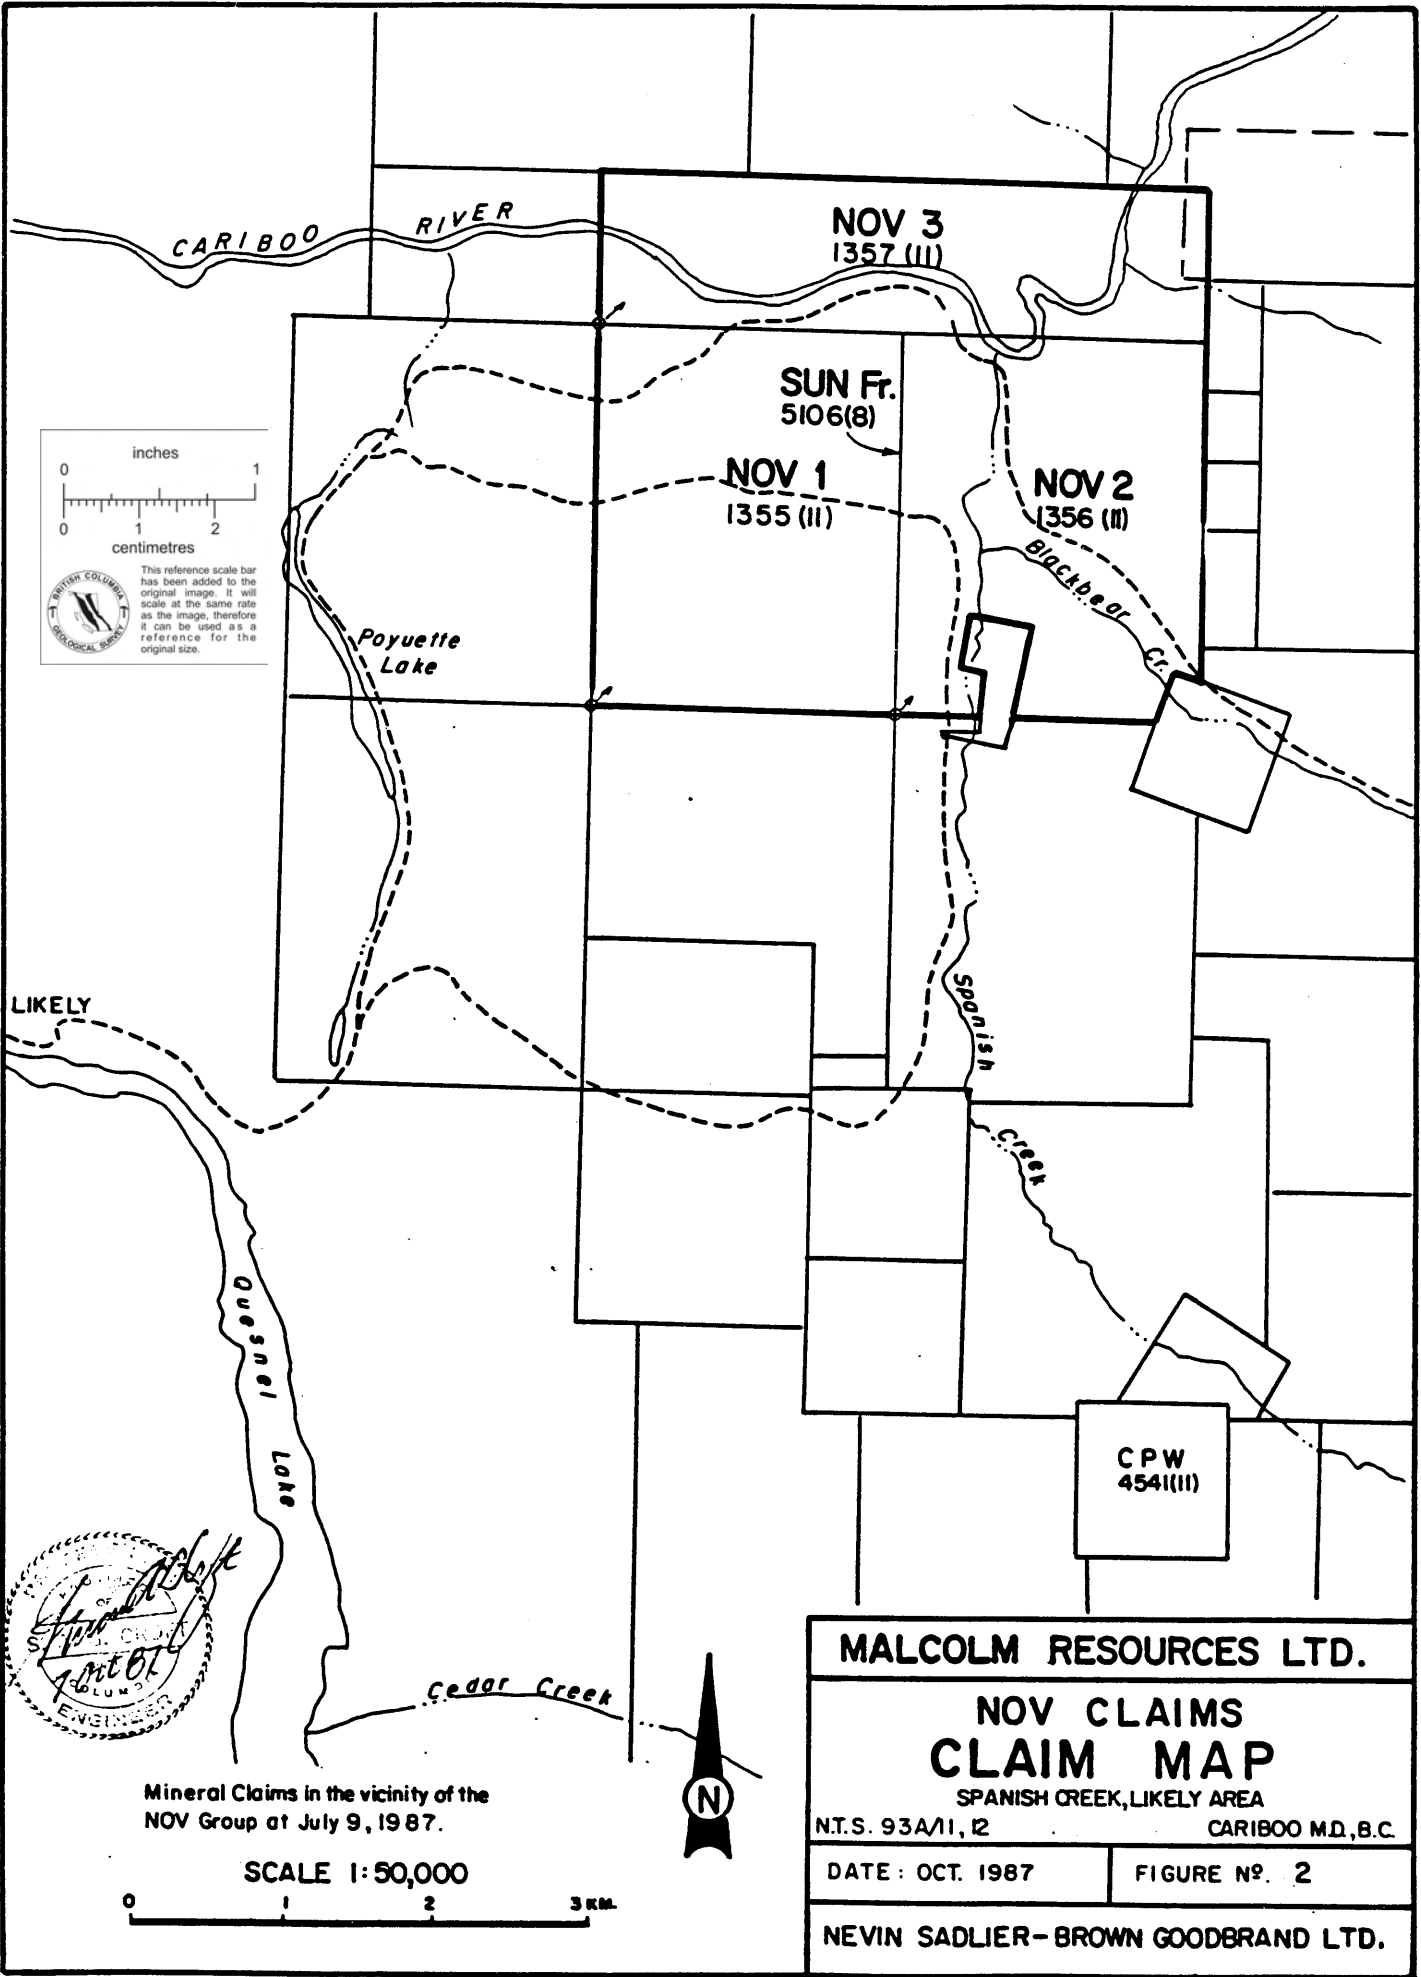 CARIBOO RIVER
NOV 3
1357 (11)
SUN Fr.
5106(8)
NOV 1
1355 (11)
NOV 2
1356 (11)
Blackbear Cr.
inches
0 1
0 1 2
centimetres
BRITISH COLUMBIA
GEOLOGICAL SURVEY
This reference scale bar
has been added to the
original image. It will
scale at the same rate
as the image, therefore
it can be used as a
reference for the
original size.
Poyuette
Lake
LIKELY
Spanish
Creek
Quesnel Lake
CPW
4541(11)
Cedar Creek
ENGINEER
N
Mineral Claims in the vicinity of the
NOV Group at July 9, 1987.
SCALE 1:50,000
0 1 2 3 KM.
MALCOLM RESOURCES LTD.
NOV CLAIMS
CLAIM MAP
SPANISH CREEK, LIKELY AREA
N.T.S. 93A/11, 12 CARIBOO M.D., B.C.
DATE: OCT. 1987 FIGURE Nº. 2
NEVIN SADLIER-BROWN GOODBRAND LTD.